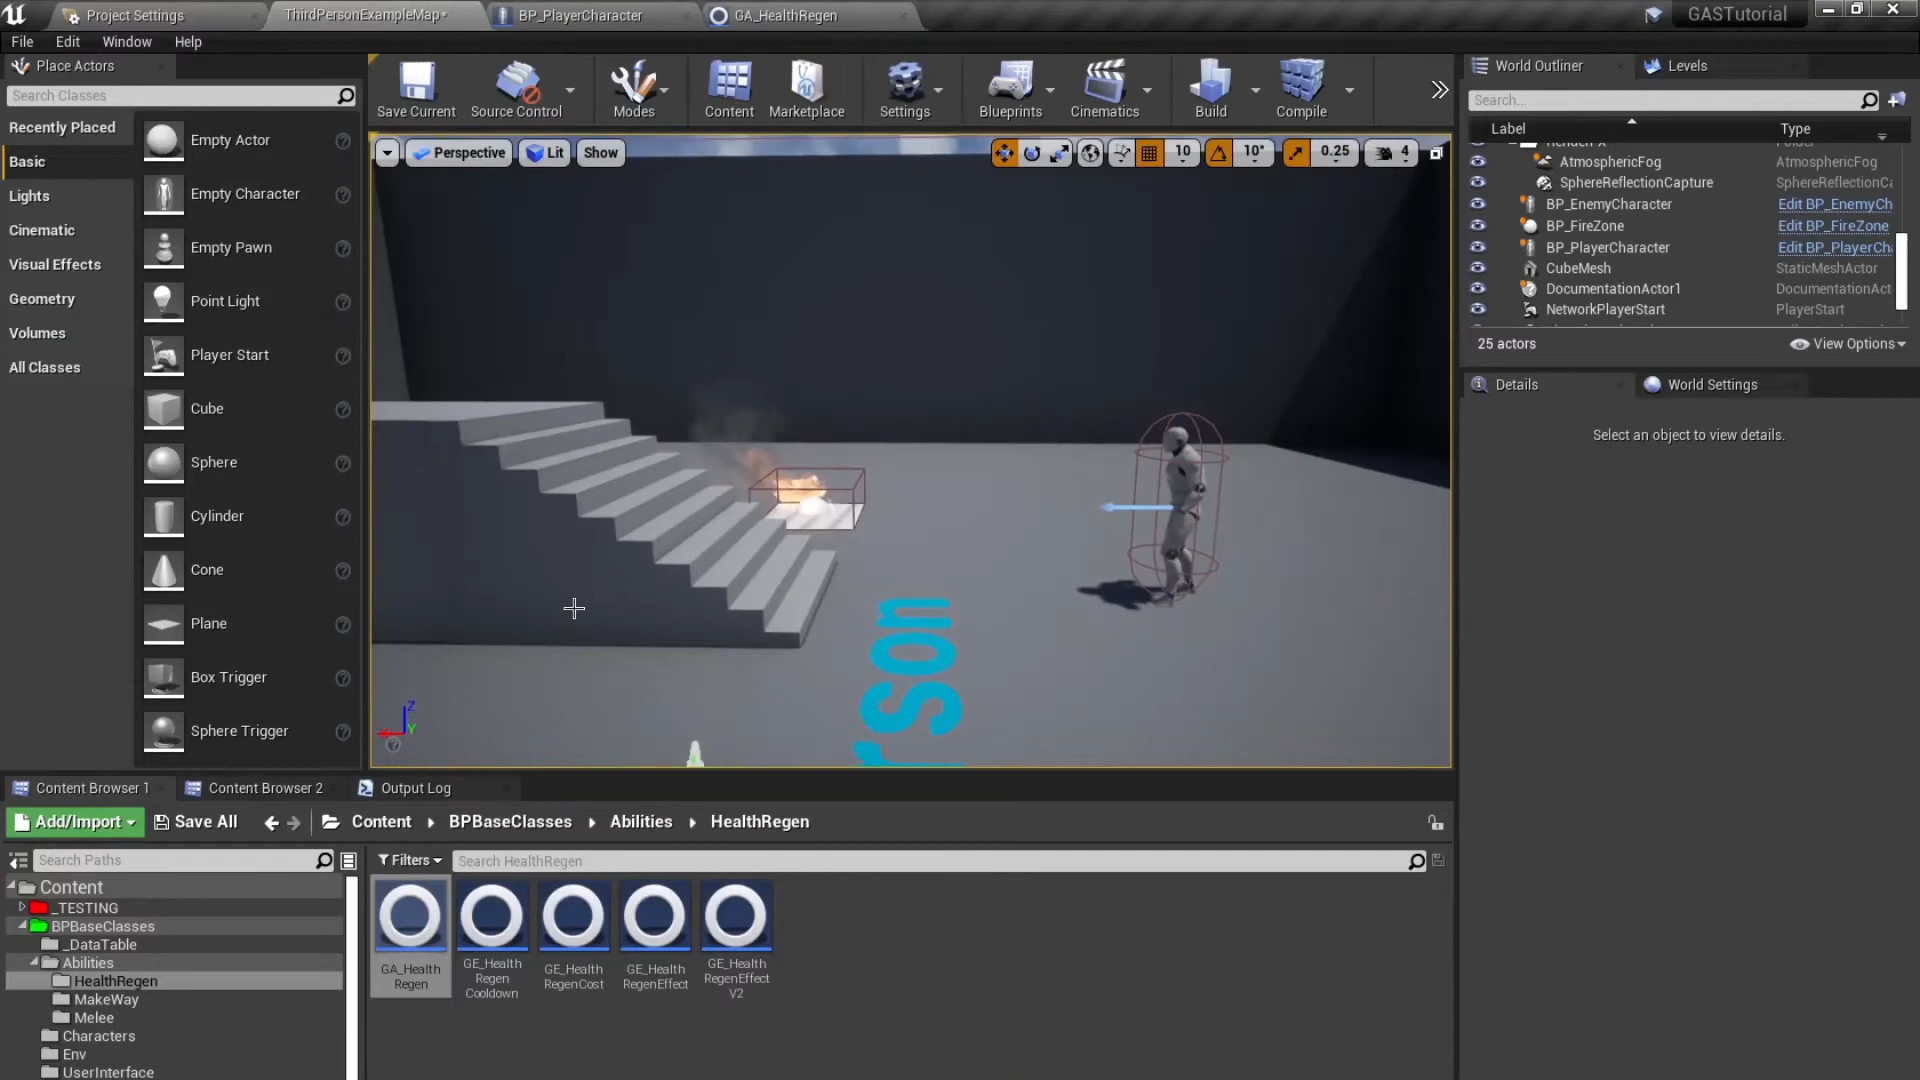 Project Settings
ThirdPersonExampleMap*
BP_PlayerCharacter
GA_HealthRegen
GASTutorial
File Edit Window Help
Place Actors
Search Classes
Recently Placed
Basic
Lights
Cinematic
Visual Effects
Geometry
Volumes
All Classes
Empty Actor
Empty Character
Empty Pawn
Point Light
Player Start
Cube
Sphere
Cylinder
Cone
Plane
Box Trigger
Sphere Trigger
Save Current
Source Control
Modes
Content
Marketplace
Settings
Blueprints
Cinematics
Build
Compile
Perspective
Lit
Show
10
10°
0.25
4
rson
Z
Y
World Outliner
Levels
Search...
Label Type
AtmosphericFog AtmosphericFog
SphereReflectionCapture SphereReflectionCa
BP_EnemyCharacter Edit BP_EnemyCh
BP_FireZone Edit BP_FireZone
BP_PlayerCharacter Edit BP_PlayerCh
CubeMesh StaticMeshActor
DocumentationActor1 DocumentationAct
NetworkPlayerStart PlayerStart
25 actors
View Options
Details
World Settings
Select an object to view details.
Content Browser 1
Content Browser 2
Output Log
Add/Import
Save All
Content
BPBaseClasses
Abilities
HealthRegen
Search Paths
Filters
Search HealthRegen
Content
_TESTING
BPBaseClasses
_DataTable
Abilities
HealthRegen
MakeWay
Melee
Characters
Env
UserInterface
GA_Health
Regen
GE_Health
Regen
Cooldown
GE_Health
RegenCost
GE_Health
RegenEffect
GE_Health
RegenEffect
V2